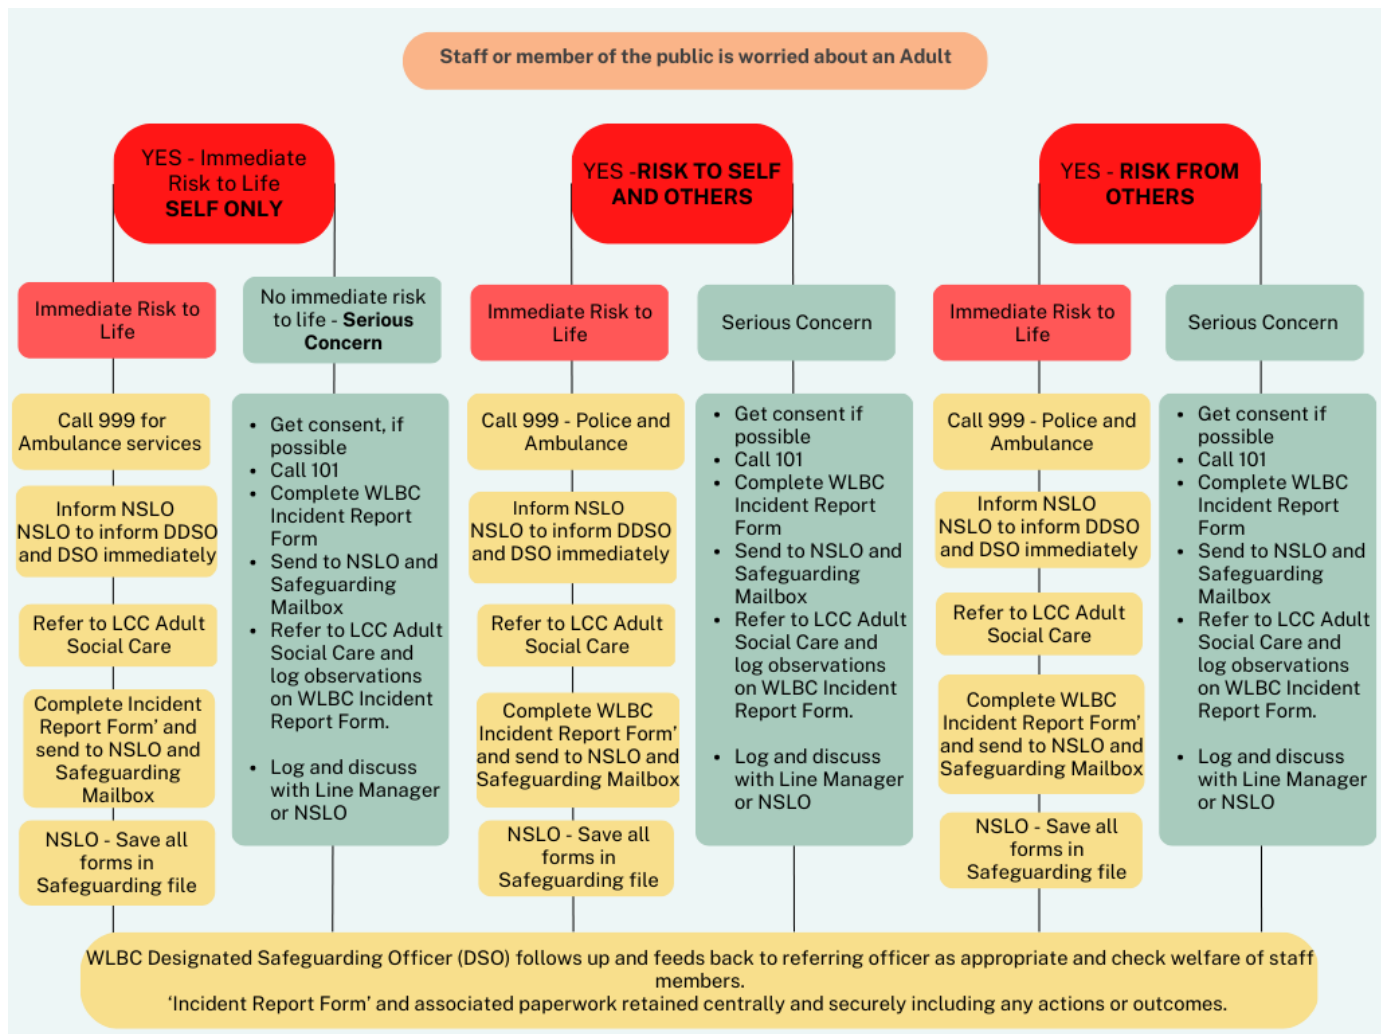 Staff or member of the public is worried about an Adult
YES - Immediate
Risk to Life
SELF ONLY
YES -RISK TO SELF
AND OTHERS
YES - RISK FROM
OTHERS
Immediate Risk to
Life
No immediate risk
to life - Serious
Concern
Immediate Risk to
Life
Serious Concern
Immediate Risk to
Life
Serious Concern
Call 999 for
Ambulance services
Inform NSLO
NSLO to inform DDSO
and DSO immediately
Refer to LCC Adult
Social Care
Complete Incident
Report Form’ and
send to NSLO and
Safeguarding
Mailbox
NSLO - Save all
forms in
Safeguarding file
• Get consent, if
possible
• Call 101
• Complete WLBC
Incident Report
Form
• Send to NSLO and
Safeguarding
Mailbox
• Refer to LCC Adult
Social Care and
log observations
on WLBC Incident
Report Form.
• Log and discuss
with Line Manager
or NSLO
Call 999 - Police and
Ambulance
Inform NSLO
NSLO to inform DDSO
and DSO immediately
Refer to LCC Adult
Social Care
Complete WLBC
Incident Report Form’
and send to NSLO and
Safeguarding Mailbox
NSLO - Save all
forms in
Safeguarding file
• Get consent if
possible
• Call 101
• Complete WLBC
Incident Report
Form
• Send to NSLO and
Safeguarding
Mailbox
• Refer to LCC Adult
Social Care and
log observations
on WLBC Incident
Report Form.
• Log and discuss
with Line Manager
or NSLO
Call 999 - Police and
Ambulance
Inform NSLO
NSLO to inform DDSO
and DSO immediately
Refer to LCC Adult
Social Care
Complete WLBC
Incident Report Form’
and send to NSLO and
Safeguarding Mailbox
NSLO - Save all
forms in
Safeguarding file
• Get consent if
possible
• Call 101
• Complete WLBC
Incident Report
Form
• Send to NSLO and
Safeguarding
Mailbox
• Refer to LCC Adult
Social Care and
log observations
on WLBC Incident
Report Form.
• Log and discuss
with Line Manager
or NSLO
WLBC Designated Safeguarding Officer (DSO) follows up and feeds back to referring officer as appropriate and check welfare of staff
members.
‘Incident Report Form’ and associated paperwork retained centrally and securely including any actions or outcomes.